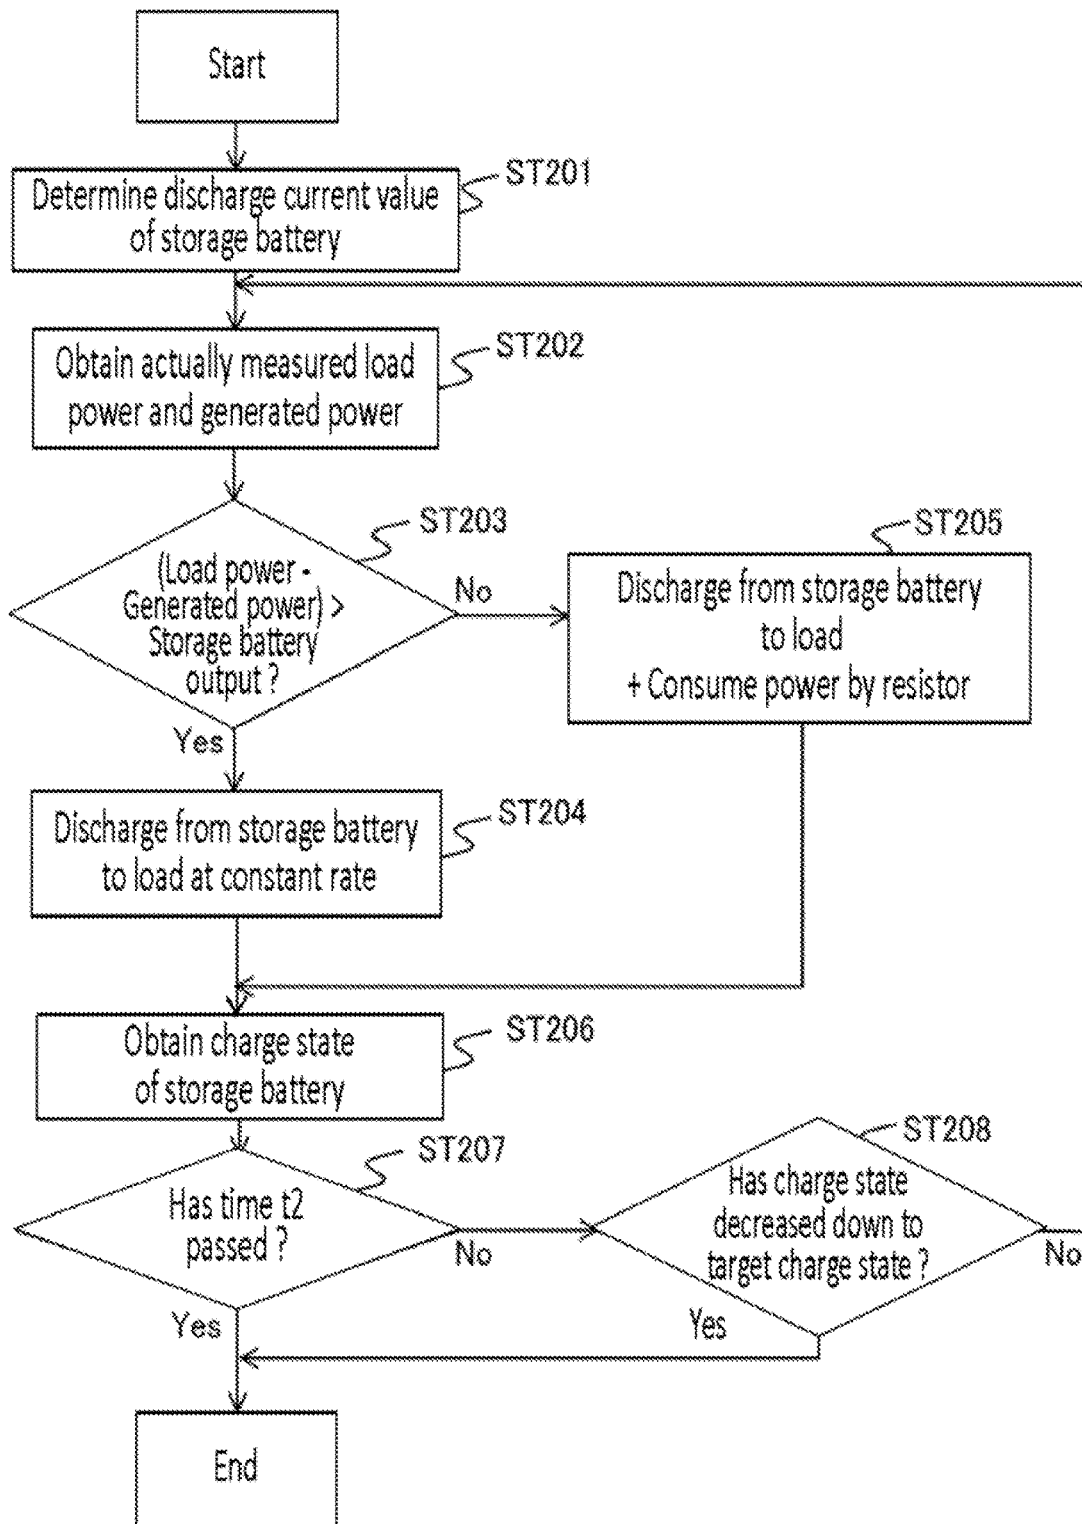 Start
ST201
Determine discharge current value
of storage battery
ST202
Obtain actually measured load
power and generated power
ST203
(Load power -
Generated power) >
Storage battery
output ?
No
ST205
Discharge from storage battery
to load
+ Consume power by resistor
Yes
ST204
Discharge from storage battery
to load at constant rate
ST206
Obtain charge state
of storage battery
ST207
Has time t2
passed ?
No
ST208
Has charge state
decreased down to
target charge state ?
No
Yes
Yes
End